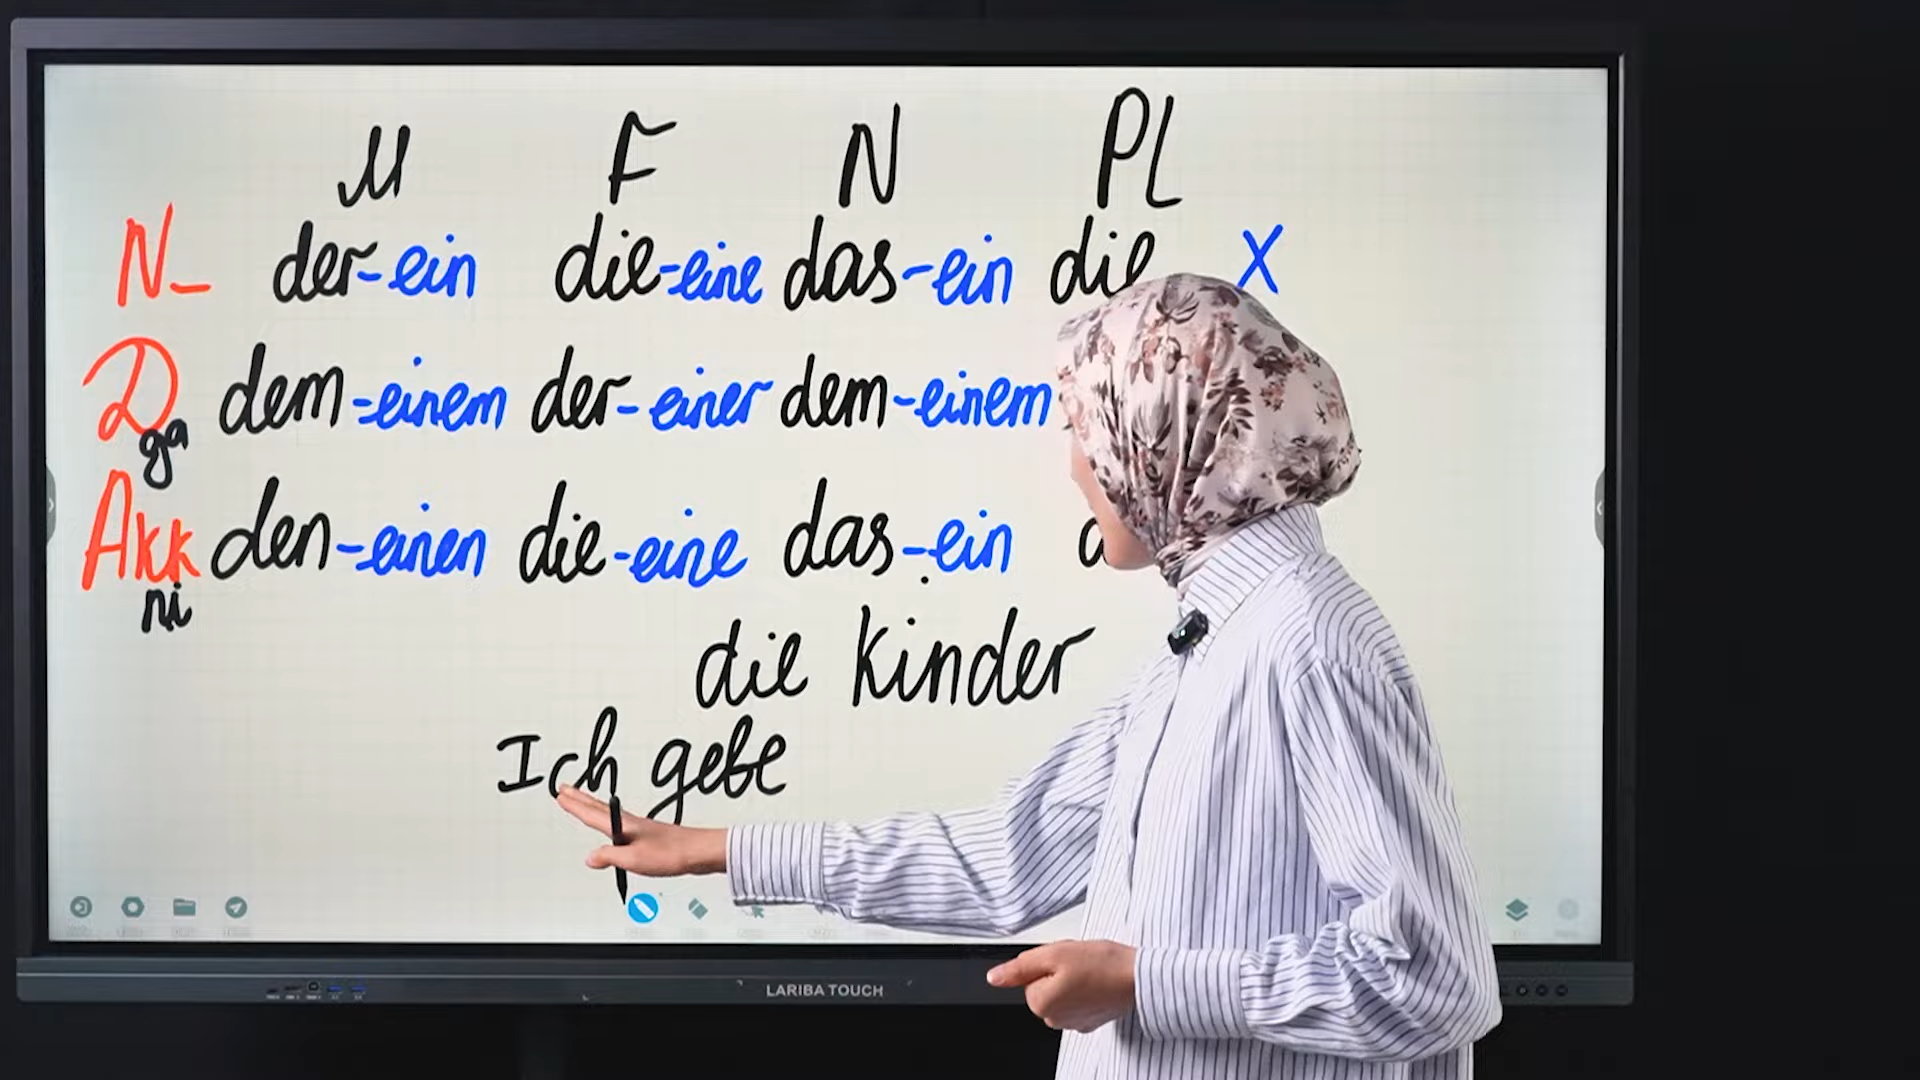 M F N Pl
N- der-ein die-eine das-ein die X
D dem-einem der-einer dem-einem
ga
Akk den-einen die-eine das-ein
ni
die Kinder
Ich gebe
LARIBA TOUCH